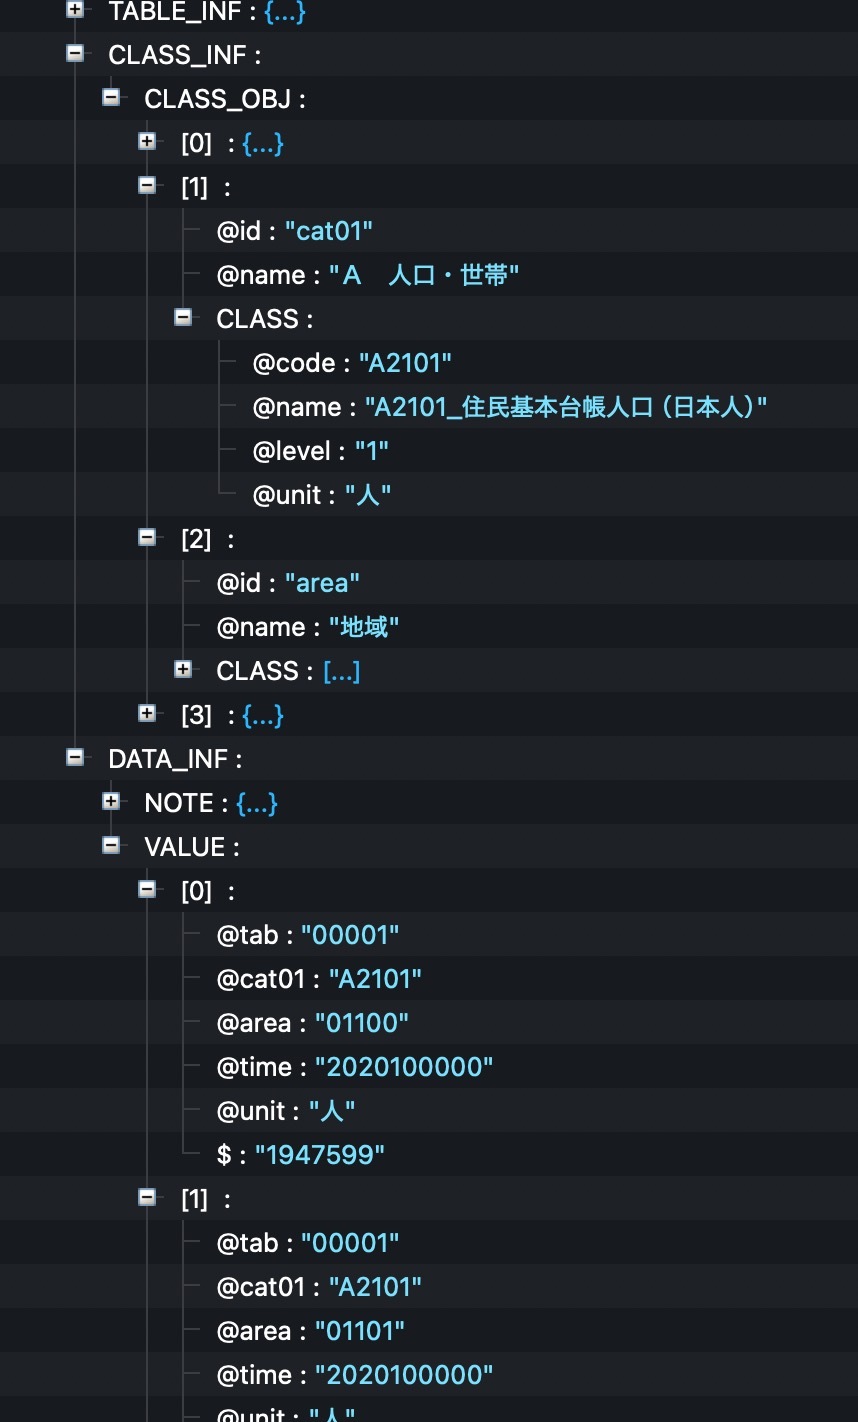 TABLE_INF : {...}
CLASS_INF :
CLASS_OBJ :
[0] : {...}
[1] :
@id : "cat01"
@name : "Ａ　人口・世帯"
CLASS :
@code : "A2101"
@name : "A2101_住民基本台帳人口（日本人）"
@level : "1"
@unit : "人"
[2] :
@id : "area"
@name : "地域"
CLASS : [...]
[3] : {...}
DATA_INF :
NOTE : {...}
VALUE :
[0] :
@tab : "00001"
@cat01 : "A2101"
@area : "01100"
@time : "2020100000"
@unit : "人"
$ : "1947599"
[1] :
@tab : "00001"
@cat01 : "A2101"
@area : "01101"
@time : "2020100000"
@unit : "人"